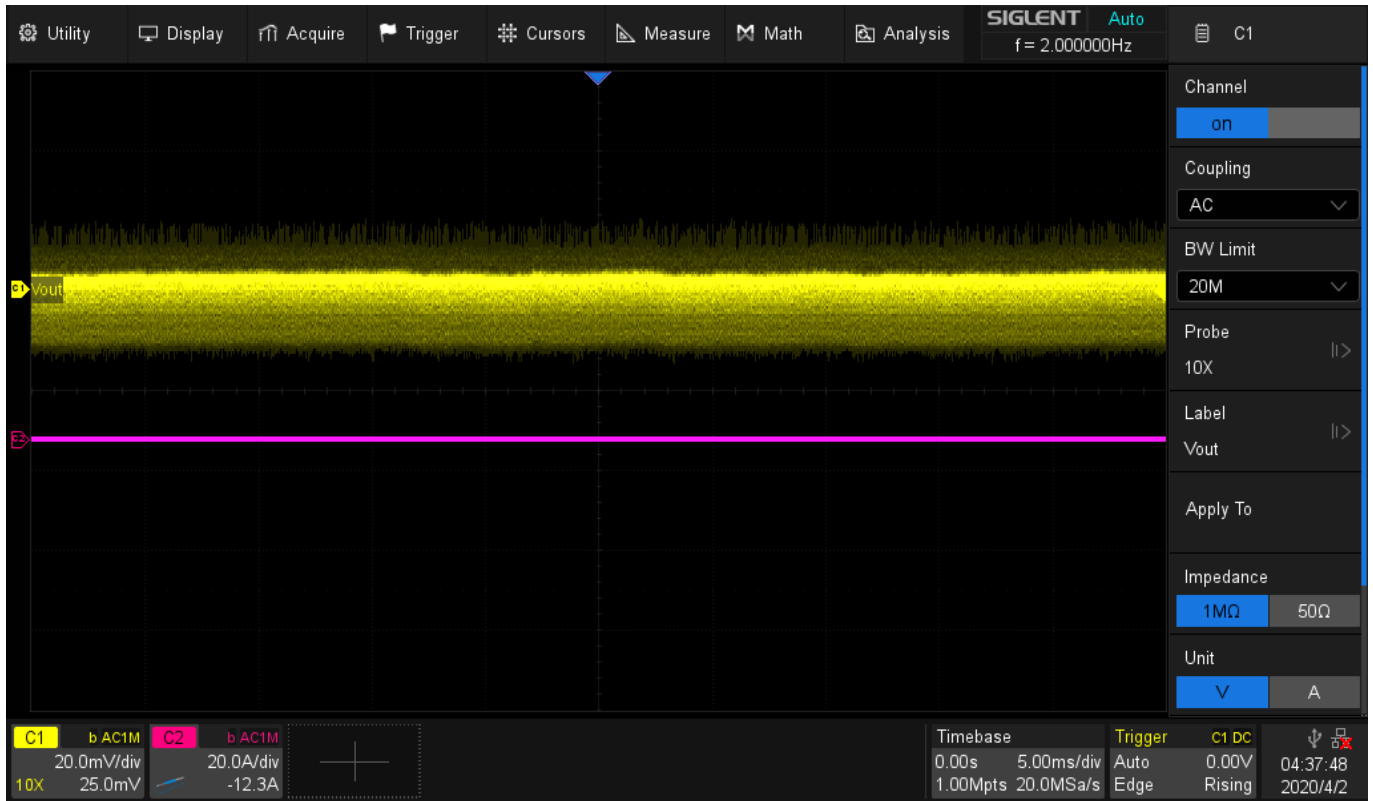 Utility Display Acquire Trigger Cursors Measure Math Analysis SIGLENT Auto C1
f = 2.000000Hz
Channel
on
Coupling
AC
BW Limit
20M
Probe
10X
Label
Vout
Apply To
Impedance
1MΩ 50Ω
Unit
V A
C1 Vout
C2
C1 b AC1M C2 b AC1M Timebase Trigger C1 DC
20.0mV/div 20.0A/div 0.00s 5.00ms/div Auto 0.00V 04:37:48
10X 25.0mV -12.3A 1.00Mpts 20.0MSa/s Edge Rising 2020/4/2